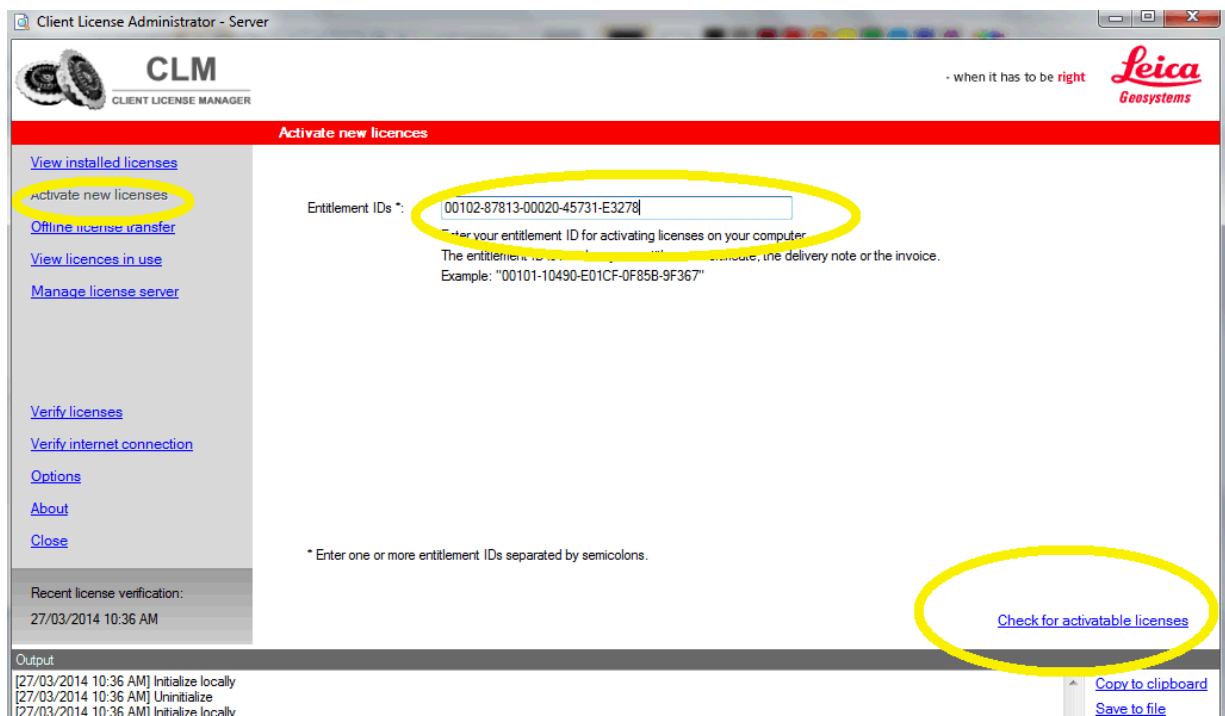 Client License Administrator - Server
CLM
CLIENT LICENSE MANAGER
- when it has to be right
Leica
Geosystems
Activate new licences
View installed licenses
Activate new licenses
Offline license transfer
View licences in use
Manage license server
Verify licenses
Verify internet connection
Options
About
Close
Recent license verification:
27/03/2014 10:36 AM
Entitlement IDs *:
00102-87813-00020-45731-E3278
Enter your entitlement ID for activating licenses on your computer
The entitlement ID the delivery note or the invoice.
Example: "00101-10490-E01CF-0F85B-9F367"
* Enter one or more entitlement IDs separated by semicolons.
Check for activatable licenses
Output
[27/03/2014 10:36 AM] Initialize locally
[27/03/2014 10:36 AM] Uninitialize
[27/03/2014 10:36 AM] Initialize locally
Copy to clipboard
Save to file